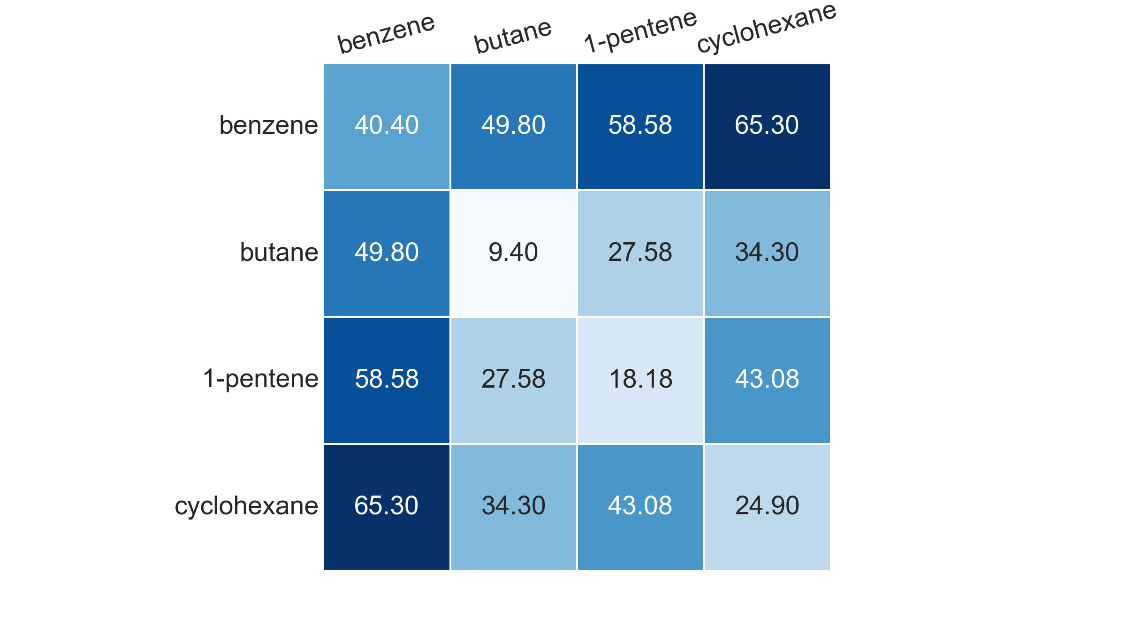 benzene butane 1-pentene cyclohexane
benzene 40.40 49.80 58.58 65.30
butane 49.80 9.40 27.58 34.30
1-pentene 58.58 27.58 18.18 43.08
cyclohexane 65.30 34.30 43.08 24.90